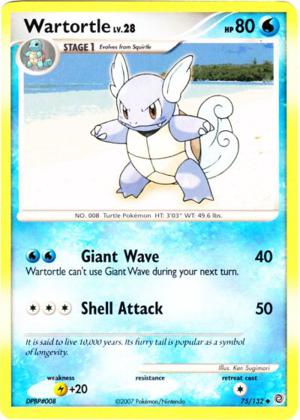 Wartortle LV.28 HP 80
STAGE 1 Evolves from Squirtle
NO. 008 Turtle Pokémon HT: 3'03" WT: 49.6 lbs.
Giant Wave 40
Wartortle can't use Giant Wave during your next turn.
Shell Attack 50
It is said to live 10,000 years. Its furry tail is popular as a symbol
of longevity.
Illus. Ken Sugimori
weakness resistance retreat cost
+20
DPBP#008 ©2007 Pokémon/Nintendo 75/132